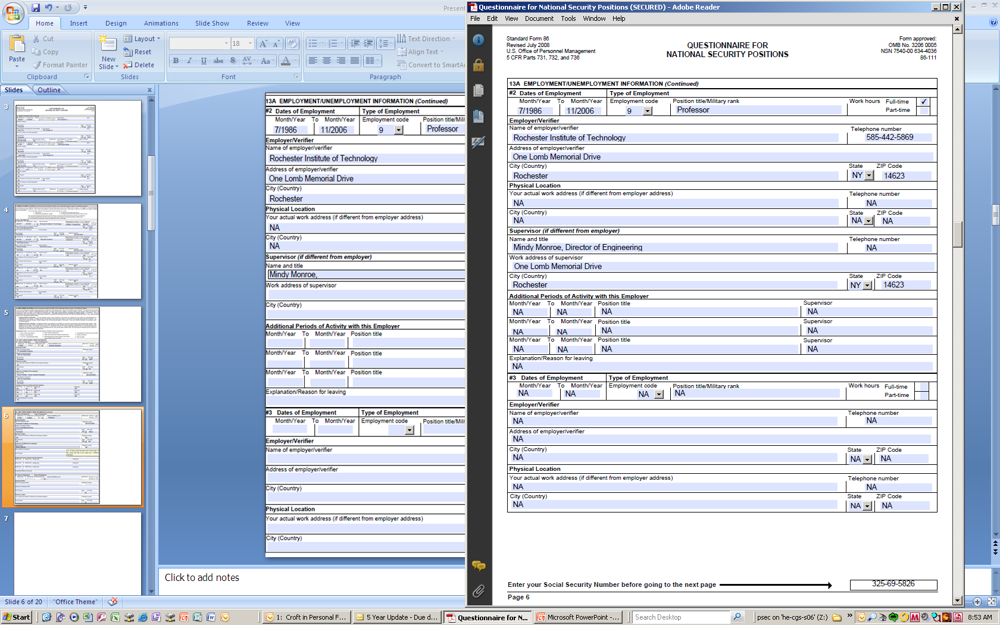 Present
Questionnaire for National Security Positions (SECURED) - Adobe Reader
Home Insert Design Animations Slide Show Review View
File Edit View Document Tools Window Help
Cut
Copy
Format Painter
Paste
Clipboard
New Slide
Layout
Reset
Delete
Slides
18
B I U abc S AV Aa A
Font
Text Direction
Align Text
Convert to SmartAr
Paragraph
Slides Outline
3
4
5
6
7
13A EMPLOYMENT/UNEMPLOYMENT INFORMATION (Continued)
#2 Dates of Employment Type of Employment
Month/Year To Month/Year Employment code Position title/Mili
7/1986 11/2006 9 Professor
Employer/Verifier
Name of employer/verifier
Rochester Institute of Technology
Address of employer/verifier
One Lomb Memorial Drive
City (Country)
Rochester
Physical Location
Your actual work address (if different from employer address)
NA
City (Country)
NA
Supervisor (if different from employer)
Name and title
Mindy Monroe,
Work address of supervisor
City (Country)
Additional Periods of Activity with this Employer
Month/Year To Month/Year Position title
Month/Year To Month/Year Position title
Month/Year To Month/Year Position title
Explanation/Reason for leaving
#3 Dates of Employment Type of Employment
Month/Year To Month/Year Employment code Position title/Mili
Employer/Verifier
Name of employer/verifier
Address of employer/verifier
City (Country)
Physical Location
Your actual work address (if different from employer address)
City (Country)
Click to add notes
Standard Form 86
Revised July 2008
U.S. Office of Personnel Management
5 CFR Parts 731, 732, and 736
QUESTIONNAIRE FOR
NATIONAL SECURITY POSITIONS
Form approved:
OMB No. 3206 0005
NSN 7540-00 634-4036
86-111
13A EMPLOYMENT/UNEMPLOYMENT INFORMATION (Continued)
#2 Dates of Employment Type of Employment
Month/Year To Month/Year Employment code Position title/Military rank Work hours Full-time
7/1986 11/2006 9 Professor Part-time
Employer/Verifier
Name of employer/verifier Telephone number
Rochester Institute of Technology 585-442-5869
Address of employer/verifier
One Lomb Memorial Drive
City (Country) State ZIP Code
Rochester NY 14623
Physical Location
Your actual work address (if different from employer address) Telephone number
NA NA
City (Country) State ZIP Code
NA NA NA
Supervisor (if different from employer)
Name and title Telephone number
Mindy Monroe, Director of Engineering NA
Work address of supervisor
One Lomb Memorial Drive
City (Country) State ZIP Code
Rochester NY 14623
Additional Periods of Activity with this Employer
Month/Year To Month/Year Position title Supervisor
NA NA NA NA
Month/Year To Month/Year Position title Supervisor
NA NA NA NA
Month/Year To Month/Year Position title Supervisor
NA NA NA NA
Explanation/Reason for leaving
NA
#3 Dates of Employment Type of Employment
Month/Year To Month/Year Employment code Position title/Military rank Work hours Full-time
NA NA NA NA Part-time
Employer/Verifier
Name of employer/verifier Telephone number
NA NA
Address of employer/verifier
NA
City (Country) State ZIP Code
NA NA NA
Physical Location
Your actual work address (if different from employer address) Telephone number
NA NA
City (Country) State ZIP Code
NA NA NA
Enter your Social Security Number before going to the next page 325-69-5826
Page 6
Slide 6 of 20 "Office Theme"
Start 1: Croft in Personal F... 5 Year Update - Due d... Questionnaire for N... Microsoft PowerPoint -... Search Desktop psec on 'he-cgs-s06' (Z:) 8:53 AM